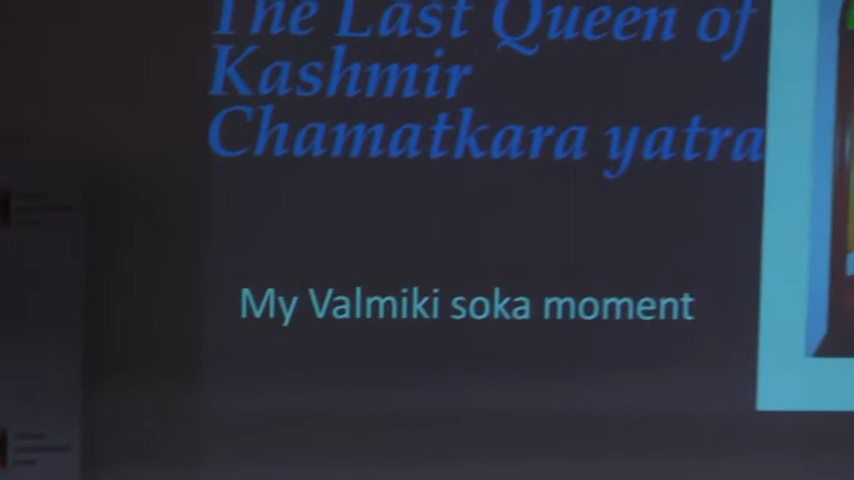 The Last Queen of
Kashmir
Chamatkara yatra
My Valmiki soka moment